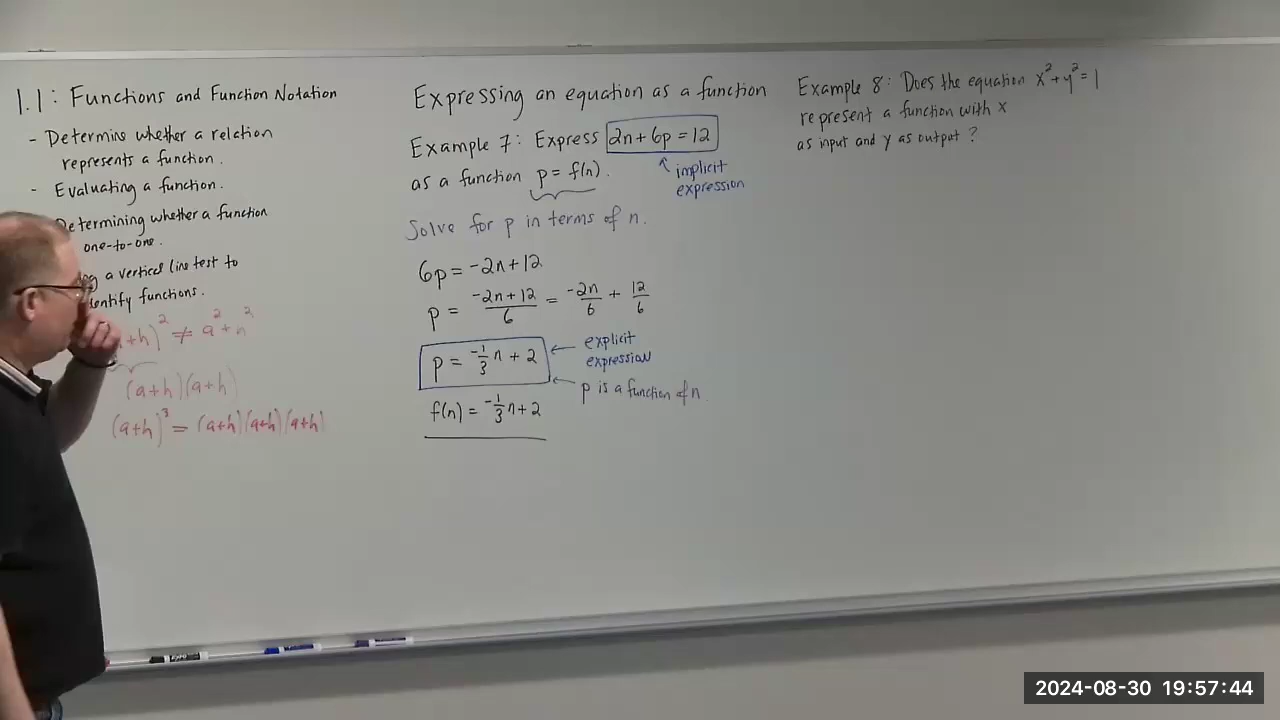 1.1: Functions and Function Notation
- Determine whether a relation
represents a function.
- Evaluating a function.
Determining whether a function
one-to-one.
a vertical line test to
identify functions.
+h)² ≠ a² + h²
(a+h)(a+h)
(a+h)³ = (a+h)(a+h)(a+h)
Expressing an equation as a function
Example 7: Express 2n + 6p = 12
as a function p = f(n).
implicit
expression
Solve for p in terms of n.
6p = -2n + 12
p = (-2n + 12)/6 = -2n/6 + 12/6
p = -1/3 n + 2
explicit
expression
p is a function of n.
f(n) = -1/3 n + 2
Example 8: Does the equation x² + y² = 1
represent a function with x
as input and y as output?
2024-08-30 19:57:44